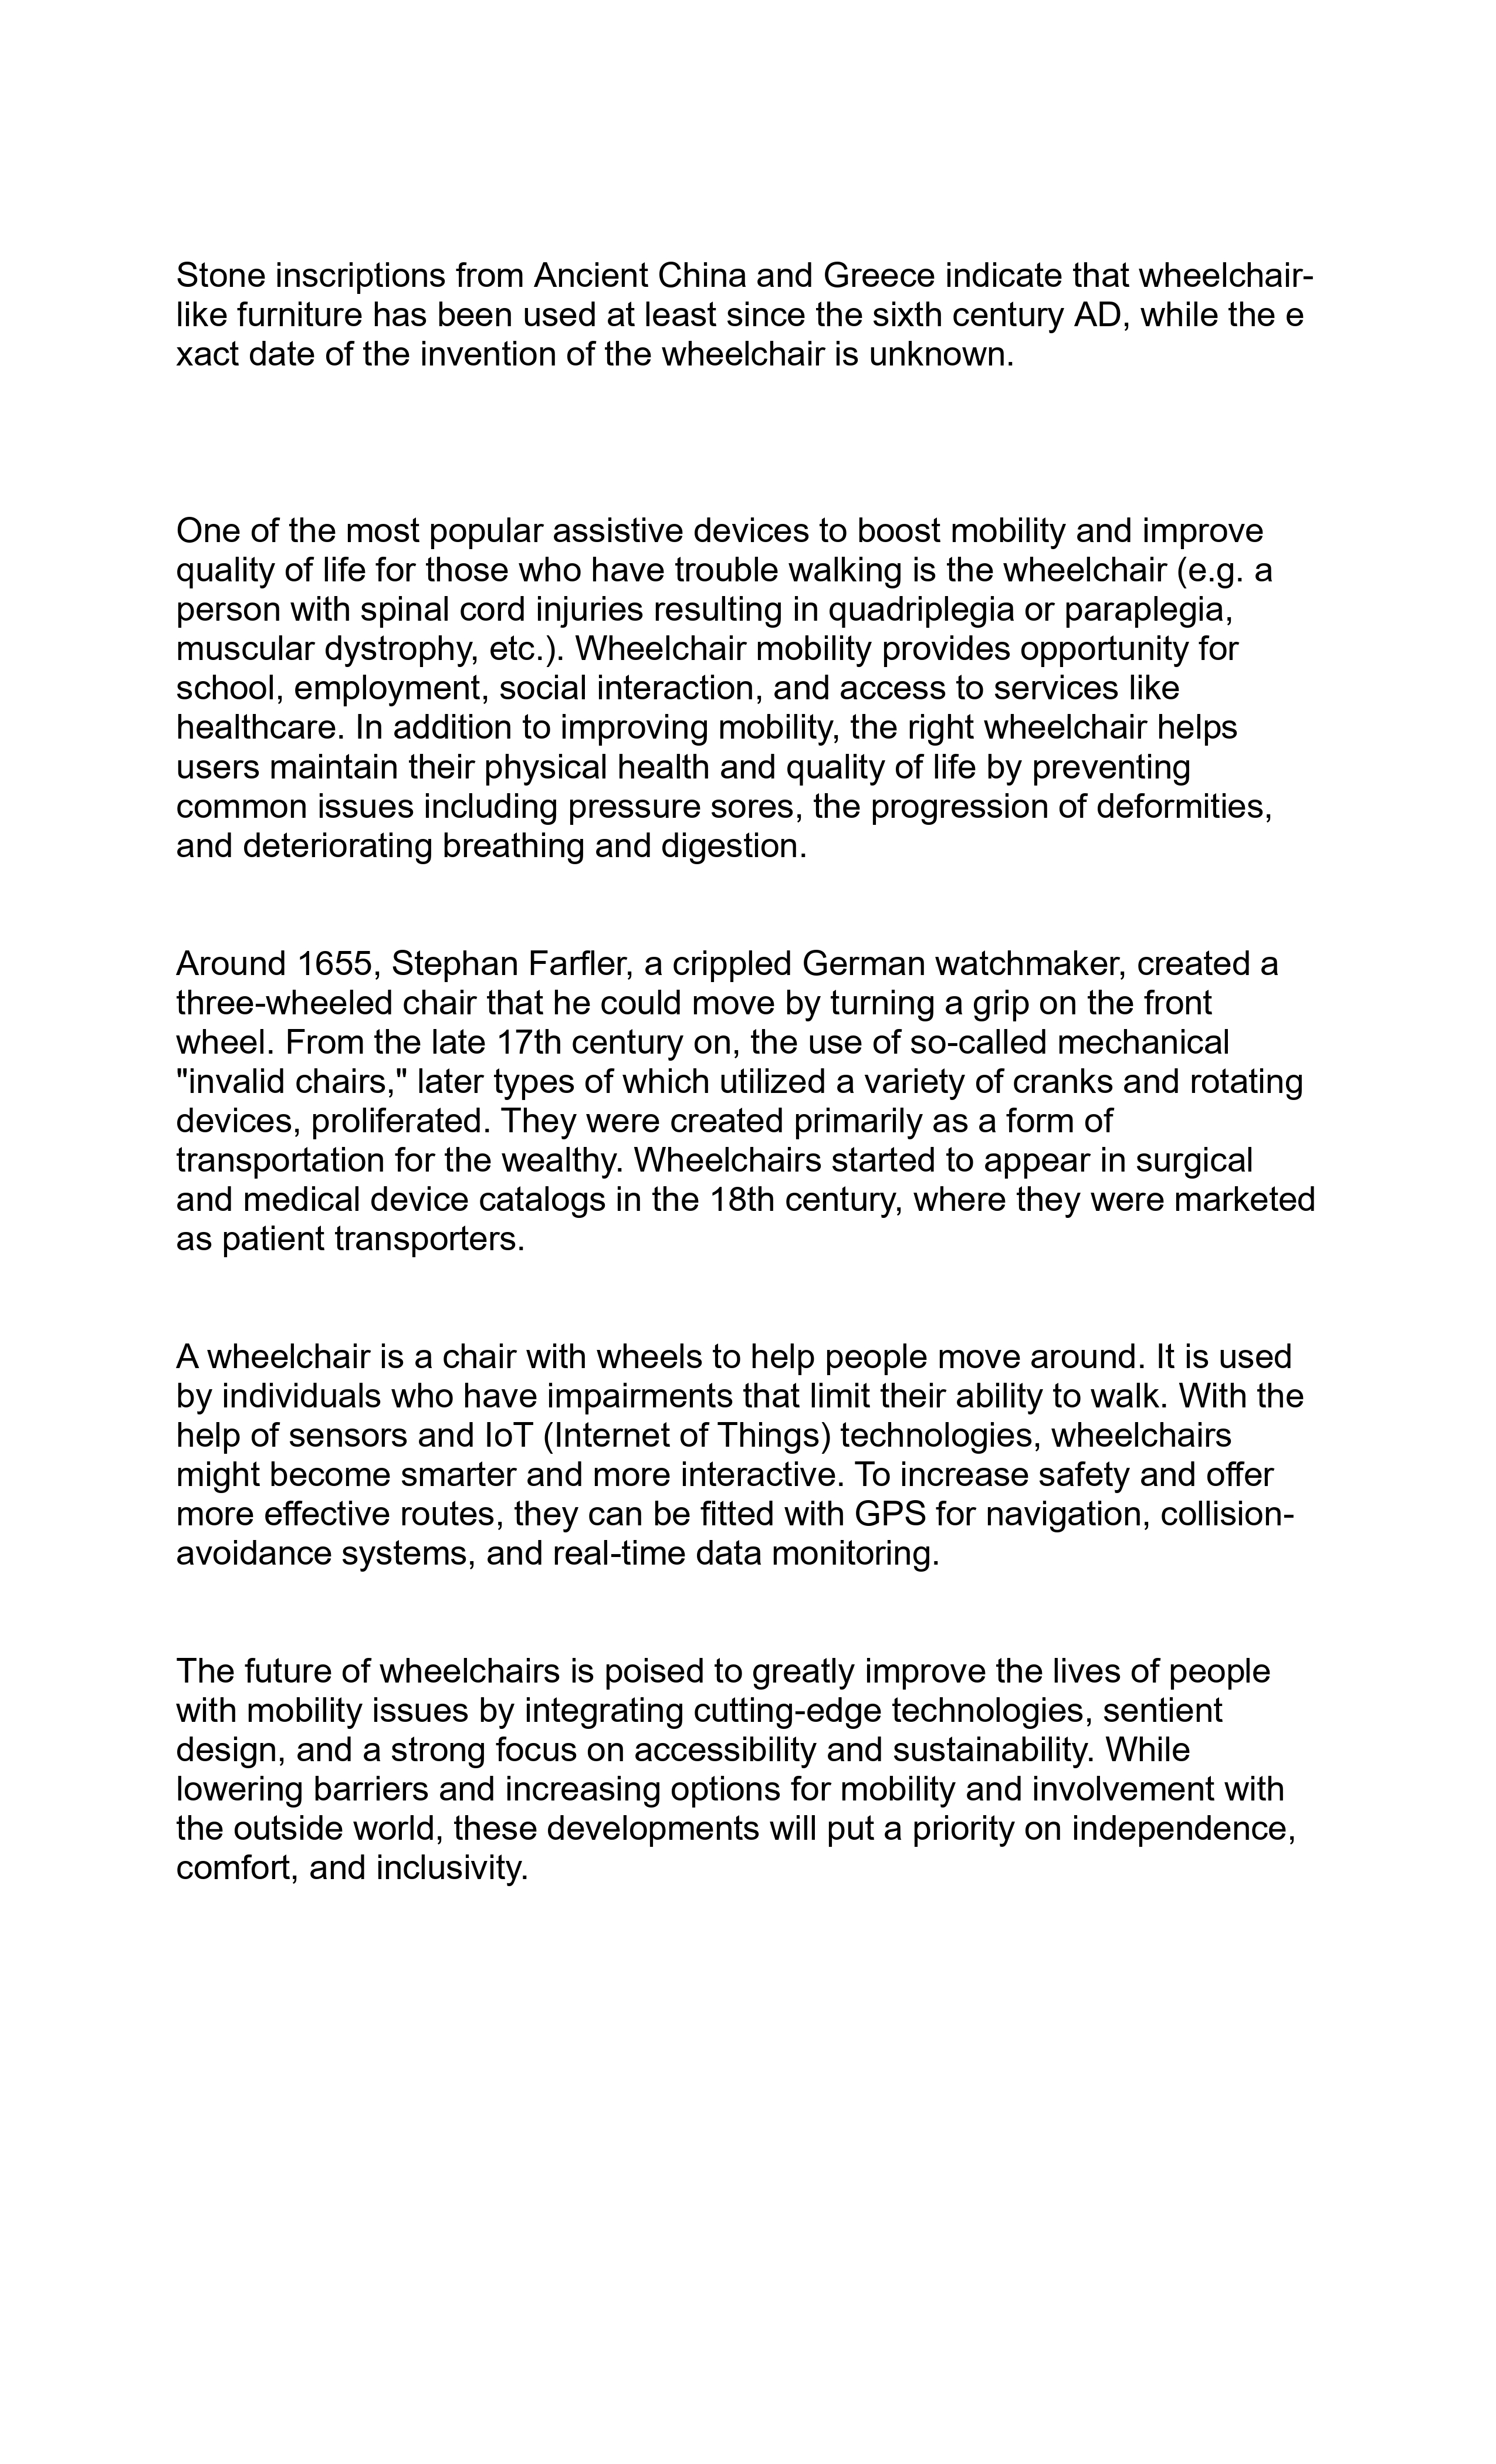 Stone inscriptions from Ancient China and Greece indicate that wheelchair-
like furniture has been used at least since the sixth century AD, while the e
xact date of the invention of the wheelchair is unknown.
One of the most popular assistive devices to boost mobility and improve
quality of life for those who have trouble walking is the wheelchair (e.g. a
person with spinal cord injuries resulting in quadriplegia or paraplegia,
muscular dystrophy, etc.). Wheelchair mobility provides opportunity for
school, employment, social interaction, and access to services like
healthcare. In addition to improving mobility, the right wheelchair helps
users maintain their physical health and quality of life by preventing
common issues including pressure sores, the progression of deformities,
and deteriorating breathing and digestion.
Around 1655, Stephan Farfler, a crippled German watchmaker, created a
three-wheeled chair that he could move by turning a grip on the front
wheel. From the late 17th century on, the use of so-called mechanical
"invalid chairs," later types of which utilized a variety of cranks and rotating
devices, proliferated. They were created primarily as a form of
transportation for the wealthy. Wheelchairs started to appear in surgical
and medical device catalogs in the 18th century, where they were marketed
as patient transporters.
A wheelchair is a chair with wheels to help people move around. It is used
by individuals who have impairments that limit their ability to walk. With the
help of sensors and IoT (Internet of Things) technologies, wheelchairs
might become smarter and more interactive. To increase safety and offer
more effective routes, they can be fitted with GPS for navigation, collision-
avoidance systems, and real-time data monitoring.
The future of wheelchairs is poised to greatly improve the lives of people
with mobility issues by integrating cutting-edge technologies, sentient
design, and a strong focus on accessibility and sustainability. While
lowering barriers and increasing options for mobility and involvement with
the outside world, these developments will put a priority on independence,
comfort, and inclusivity.